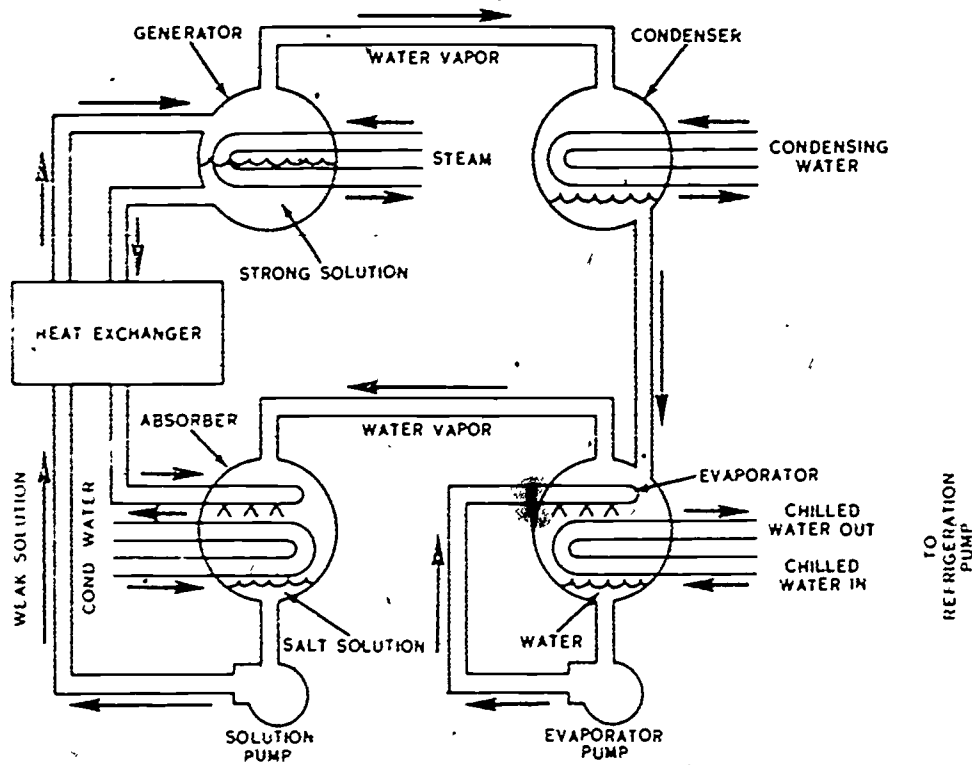 GENERATOR
CONDENSER
WATER VAPOR
STEAM
CONDENSING
WATER
STRONG SOLUTION
HEAT EXCHANGER
ABSORBER
WATER VAPOR
EVAPORATOR
WEAK SOLUTION
COND WATER
CHILLED
WATER OUT
CHILLED
WATER IN
TO
REFRIGERATION
PUMP
SALT SOLUTION
WATER
SOLUTION
PUMP
EVAPORATOR
PUMP